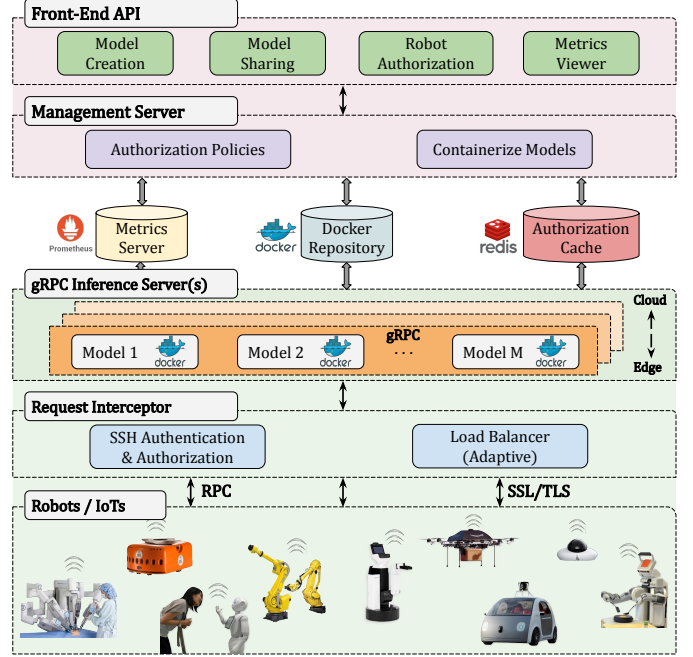 Front-End API
Model
Creation
Model
Sharing
Robot
Authorization
Metrics
Viewer
Management Server
Authorization Policies
Containerize Models
Prometheus
Metrics
Server
docker
Docker
Repository
redis
Authorization
Cache
gRPC Inference Server(s)
Cloud
Edge
gRPC
Model 1
docker
Model 2
docker
· · ·
Model M
docker
Request Interceptor
SSH Authentication
& Authorization
Load Balancer
(Adaptive)
RPC
SSL/TLS
Robots / IoTs